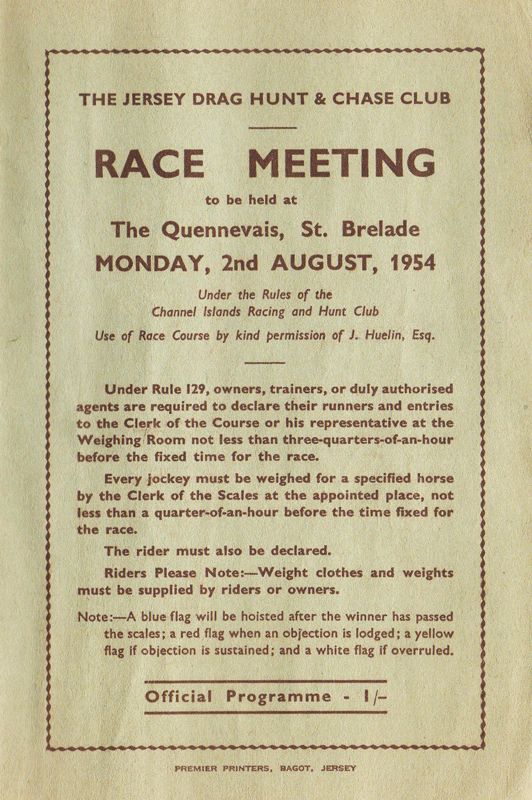 THE JERSEY DRAG HUNT & CHASE CLUB
RACE MEETING
to be held at
The Quennevais, St. Brelade
MONDAY, 2nd AUGUST, 1954
Under the Rules of the
Channel Islands Racing and Hunt Club
Use of Race Course by kind permission of J. Huelin, Esq.
Under Rule 129, owners, trainers, or duly authorised
agents are required to declare their runners and entries
to the Clerk of the Course or his representative at the
Weighing Room not less than three-quarters-of-an-hour
before the fixed time for the race.
Every jockey must be weighed for a specified horse
by the Clerk of the Scales at the appointed place, not
less than a quarter-of-an-hour before the time fixed for
the race.
The rider must also be declared.
Riders Please Note:—Weight clothes and weights
must be supplied by riders or owners.
Note:—A blue flag will be hoisted after the winner has passed
the scales; a red flag when an objection is lodged; a yellow
flag if objection is sustained; and a white flag if overruled.
Official Programme - 1/-
PREMIER PRINTERS, BAGOT, JERSEY